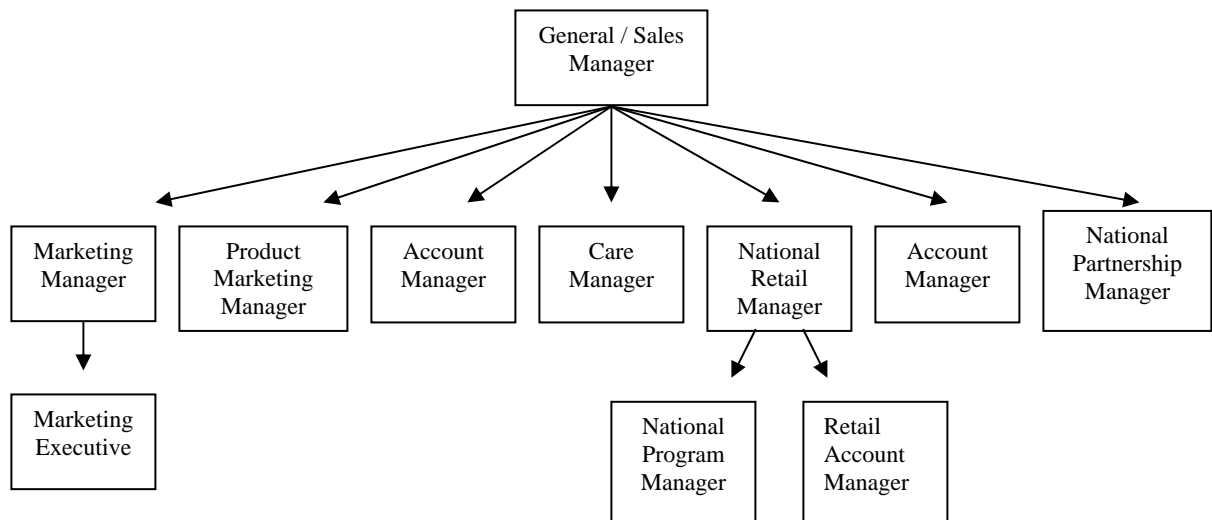 General / Sales
Manager
Marketing
Manager
Product
Marketing
Manager
Account
Manager
Care
Manager
National
Retail
Manager
Account
Manager
National
Partnership
Manager
Marketing
Executive
National
Program
Manager
Retail
Account
Manager